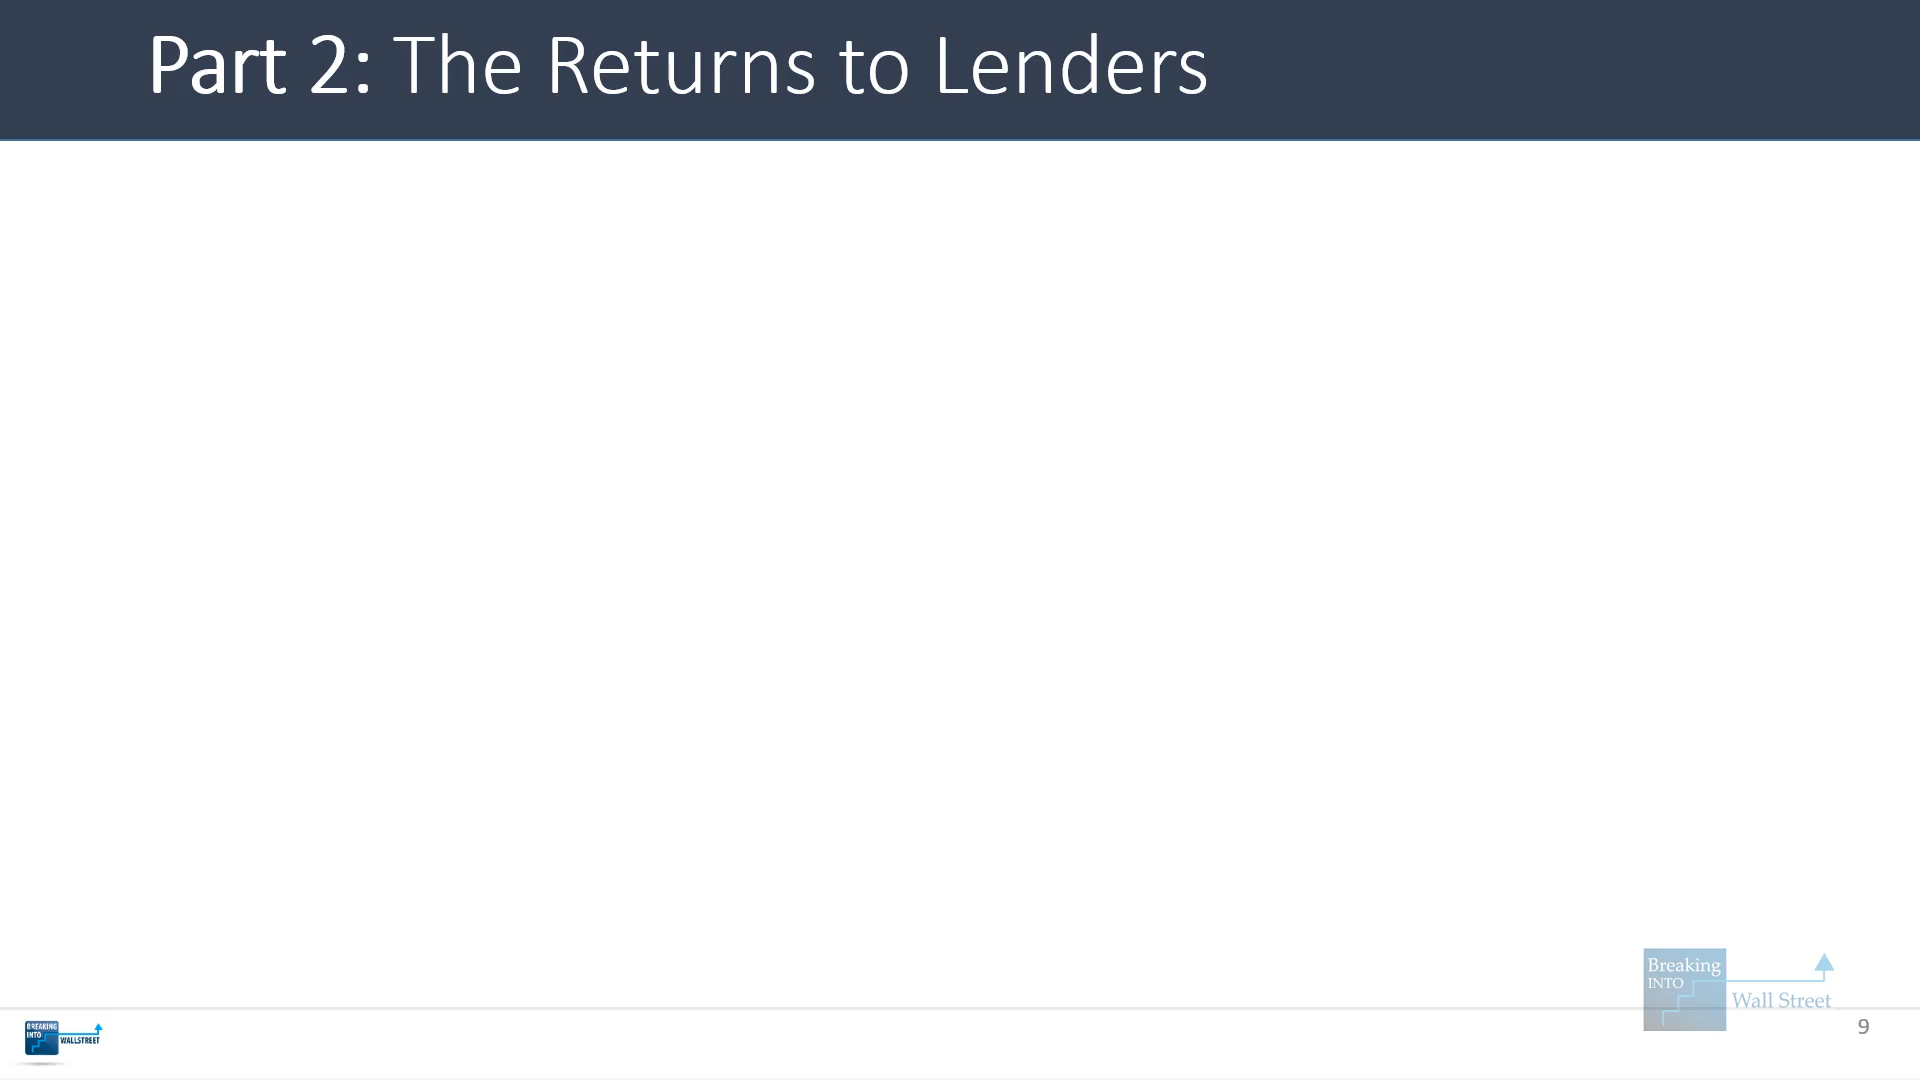 Part 2: The Returns to Lenders
Breaking
INTO
Wall Street
BREAKING
INTO
WALLSTREET
9